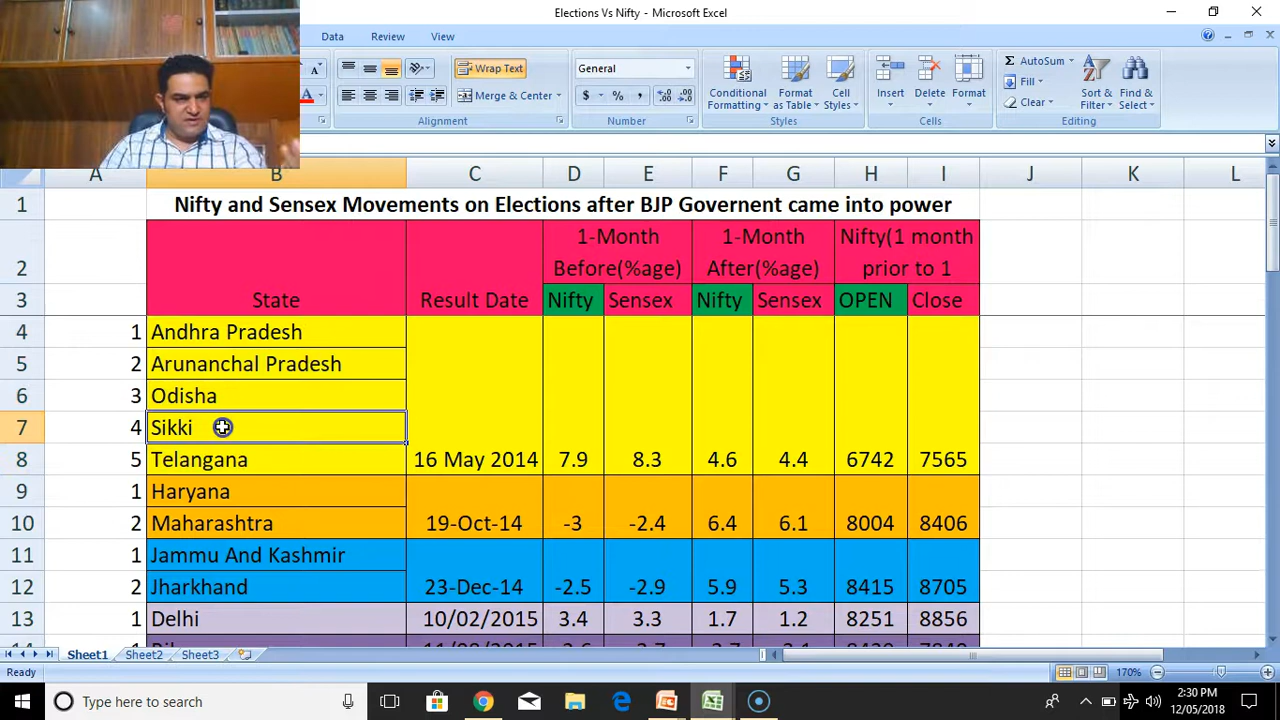 Elections Vs Nifty - Microsoft Excel
Data Review View
Wrap Text General AutoSum
Fill
Merge & Center $ % , Conditional Formatting Format as Table Cell Styles Insert Delete Format Clear Sort & Filter Find & Select
Alignment Number Styles Cells Editing
A B C D E F G H I J K L
1 Nifty and Sensex Movements on Elections after BJP Governent came into power
2 1-Month Before(%age) 1-Month After(%age) Nifty(1 month prior to 1
3 State Result Date Nifty Sensex Nifty Sensex OPEN Close
4 1 Andhra Pradesh
5 2 Arunanchal Pradesh
6 3 Odisha
7 4 Sikki
8 5 Telangana 16 May 2014 7.9 8.3 4.6 4.4 6742 7565
9 1 Haryana
10 2 Maharashtra 19-Oct-14 -3 -2.4 6.4 6.1 8004 8406
11 1 Jammu And Kashmir
12 2 Jharkhand 23-Dec-14 -2.5 -2.9 5.9 5.3 8415 8705
13 1 Delhi 10/02/2015 3.4 3.3 1.7 1.2 8251 8856
Sheet1 Sheet2 Sheet3
Ready 170%
Type here to search 2:30 PM
12/05/2018